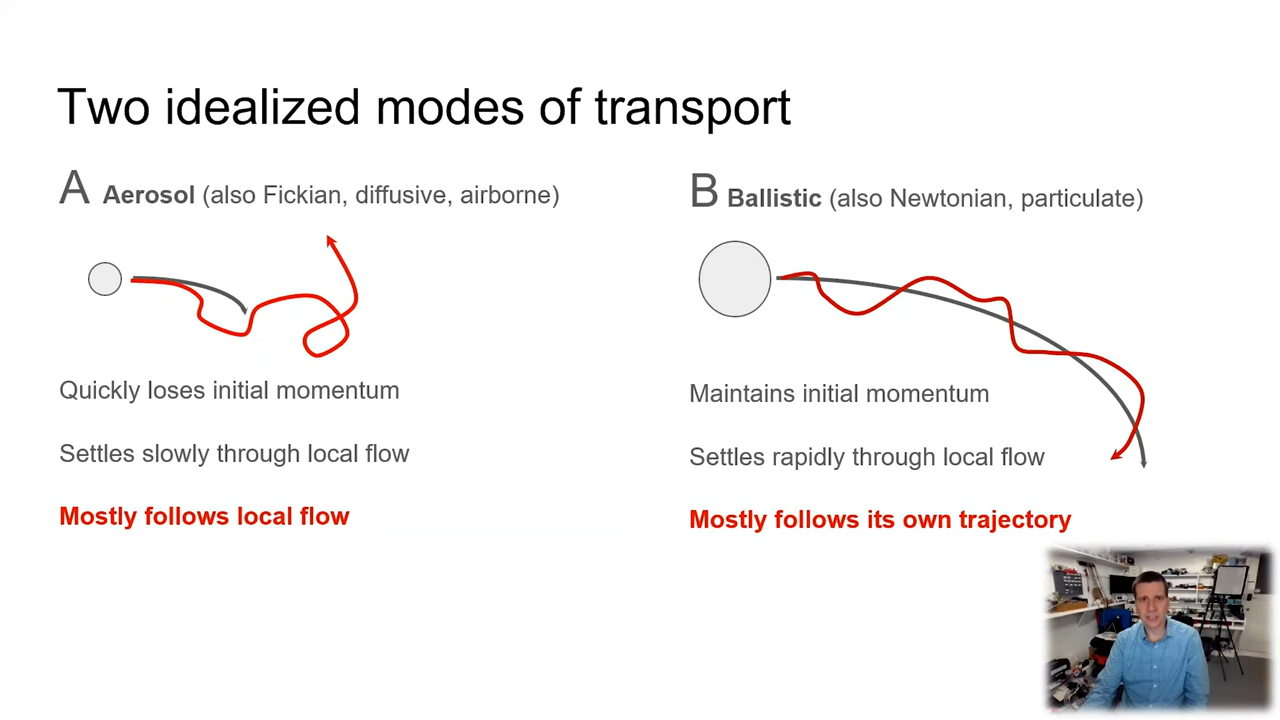 Two idealized modes of transport
A Aerosol (also Fickian, diffusive, airborne)
Quickly loses initial momentum
Settles slowly through local flow
Mostly follows local flow
B Ballistic (also Newtonian, particulate)
Maintains initial momentum
Settles rapidly through local flow
Mostly follows its own trajectory